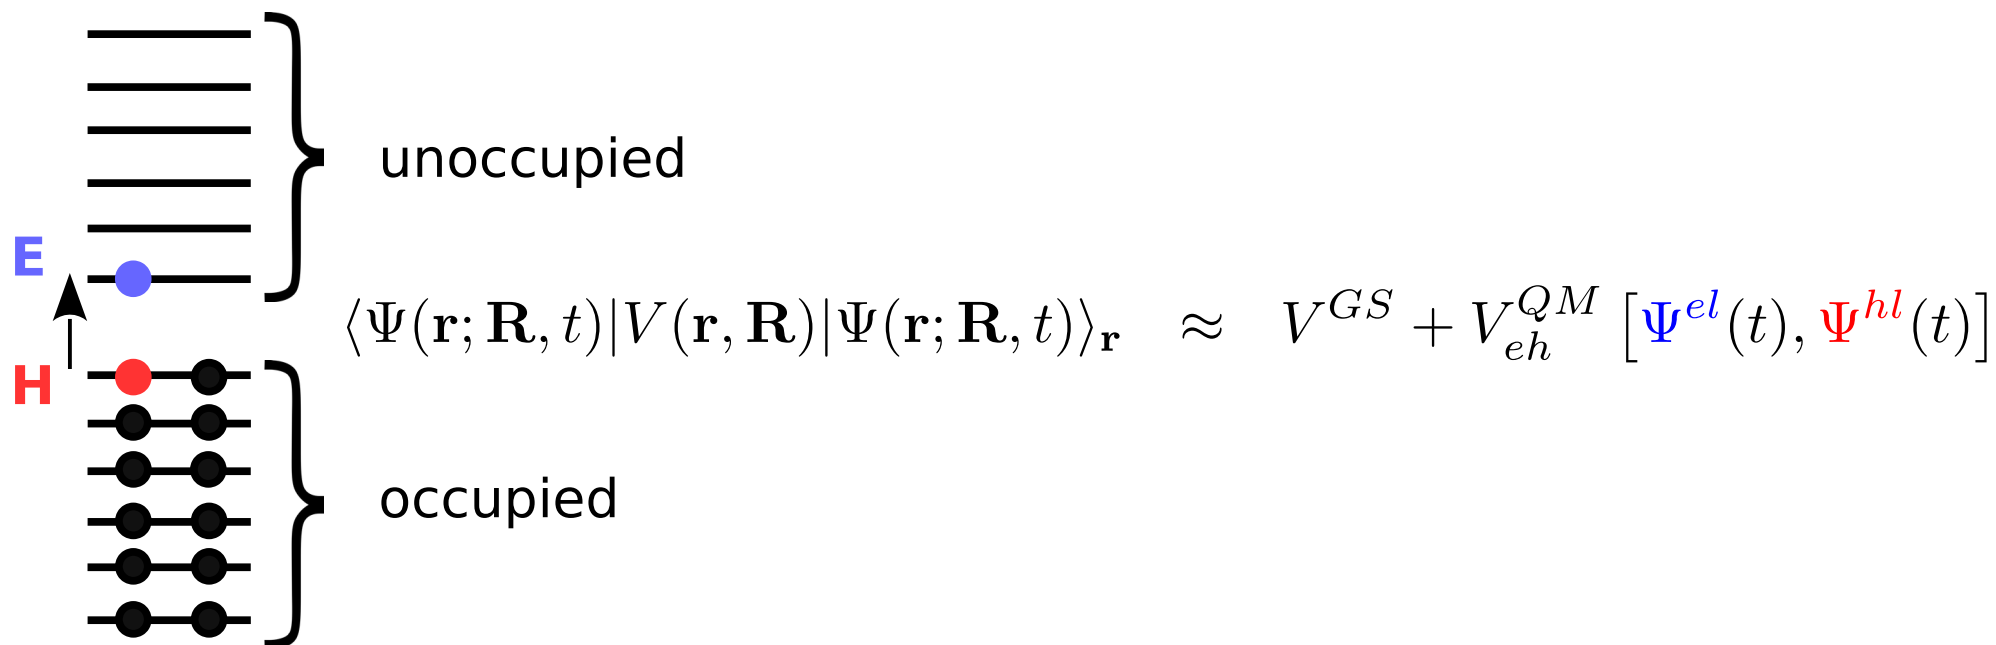 unoccupied
E
⟨Ψ(r; R, t)|V(r, R)|Ψ(r; R, t)⟩_r ≈ V^{GS} + V_{eh}^{QM} [Ψ^{el}(t), Ψ^{hl}(t)]
H
occupied